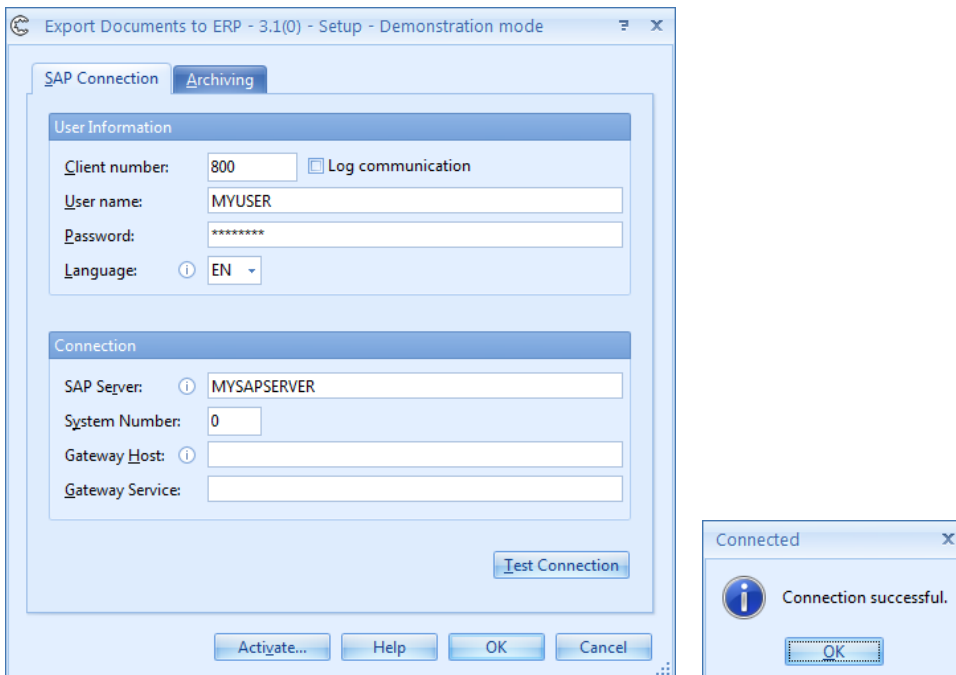 Export Documents to ERP - 3.1(0) - Setup - Demonstration mode
SAP Connection Archiving
User Information
Client number: 800 Log communication
User name: MYUSER
Password: ********
Language: EN
Connection
SAP Server: MYSAPSERVER
System Number: 0
Gateway Host:
Gateway Service:
Test Connection
Activate... Help OK Cancel
Connected
Connection successful.
OK